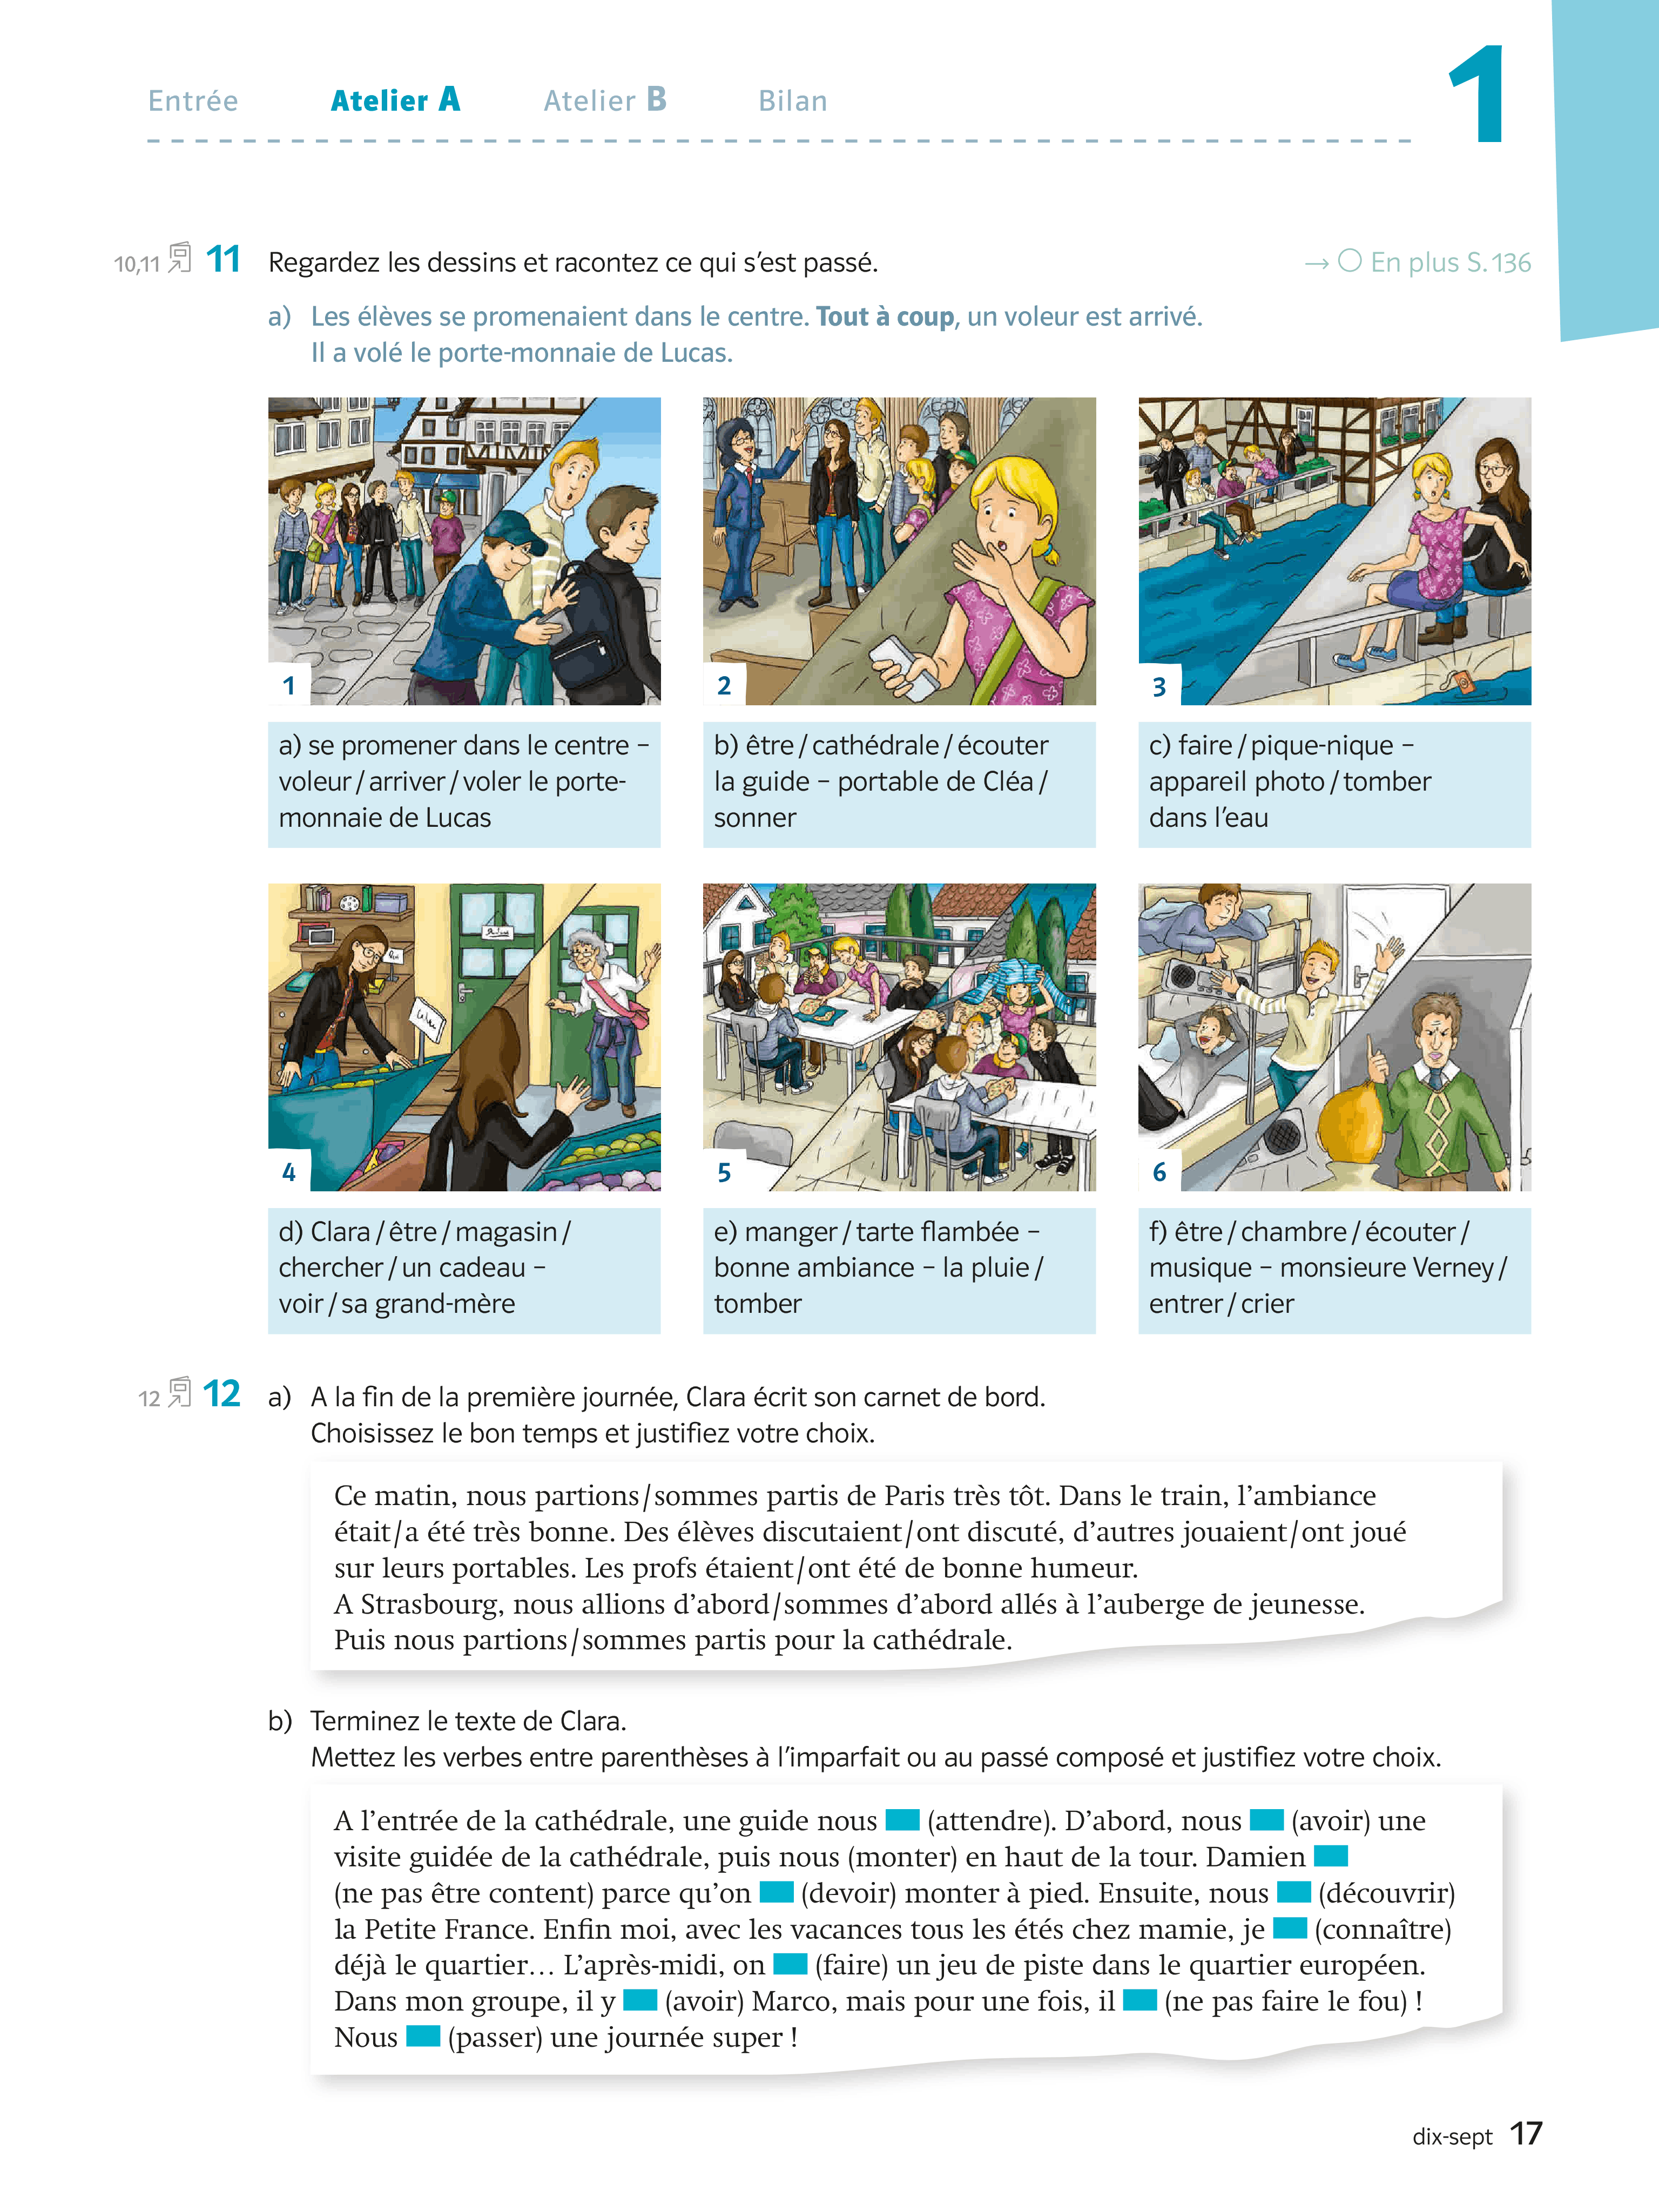 Entrée Atelier A Atelier B Bilan
1
10,11 11 Regardez les dessins et racontez ce qui s’est passé.
→ ○ En plus S. 136
a) Les élèves se promenaient dans le centre. Tout à coup, un voleur est arrivé.
Il a volé le porte-monnaie de Lucas.
1
a) se promener dans le centre –
voleur / arriver / voler le porte-
monnaie de Lucas
2
b) être / cathédrale / écouter
la guide – portable de Cléa /
sonner
3
c) faire / pique-nique –
appareil photo / tomber
dans l’eau
4
d) Clara / être / magasin /
chercher / un cadeau –
voir / sa grand-mère
5
e) manger / tarte flambée –
bonne ambiance – la pluie /
tomber
6
f) être / chambre / écouter /
musique – monsieure Verney /
entrer / crier
12 12 a) A la fin de la première journée, Clara écrit son carnet de bord.
Choisissez le bon temps et justifiez votre choix.
Ce matin, nous partions / sommes partis de Paris très tôt. Dans le train, l’ambiance
était / a été très bonne. Des élèves discutaient / ont discuté, d’autres jouaient / ont joué
sur leurs portables. Les profs étaient / ont été de bonne humeur.
A Strasbourg, nous allions d’abord / sommes d’abord allés à l’auberge de jeunesse.
Puis nous partions / sommes partis pour la cathédrale.
b) Terminez le texte de Clara.
Mettez les verbes entre parenthèses à l’imparfait ou au passé composé et justifiez votre choix.
A l’entrée de la cathédrale, une guide nous (attendre). D’abord, nous (avoir) une
visite guidée de la cathédrale, puis nous (monter) en haut de la tour. Damien
(ne pas être content) parce qu’on (devoir) monter à pied. Ensuite, nous (découvrir)
la Petite France. Enfin moi, avec les vacances tous les étés chez mamie, je (connaître)
déjà le quartier… L’après-midi, on (faire) un jeu de piste dans le quartier européen.
Dans mon groupe, il y (avoir) Marco, mais pour une fois, il (ne pas faire le fou) !
Nous (passer) une journée super !
dix-sept 17